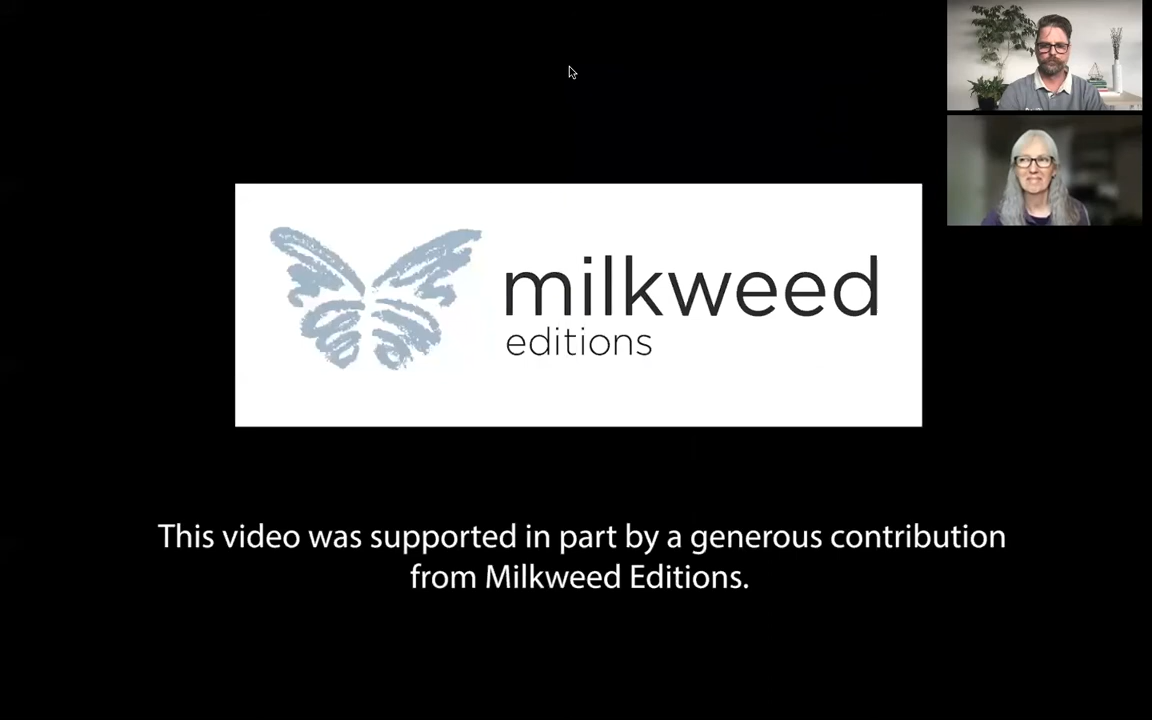 milkweed
editions
This video was supported in part by a generous contribution
from Milkweed Editions.